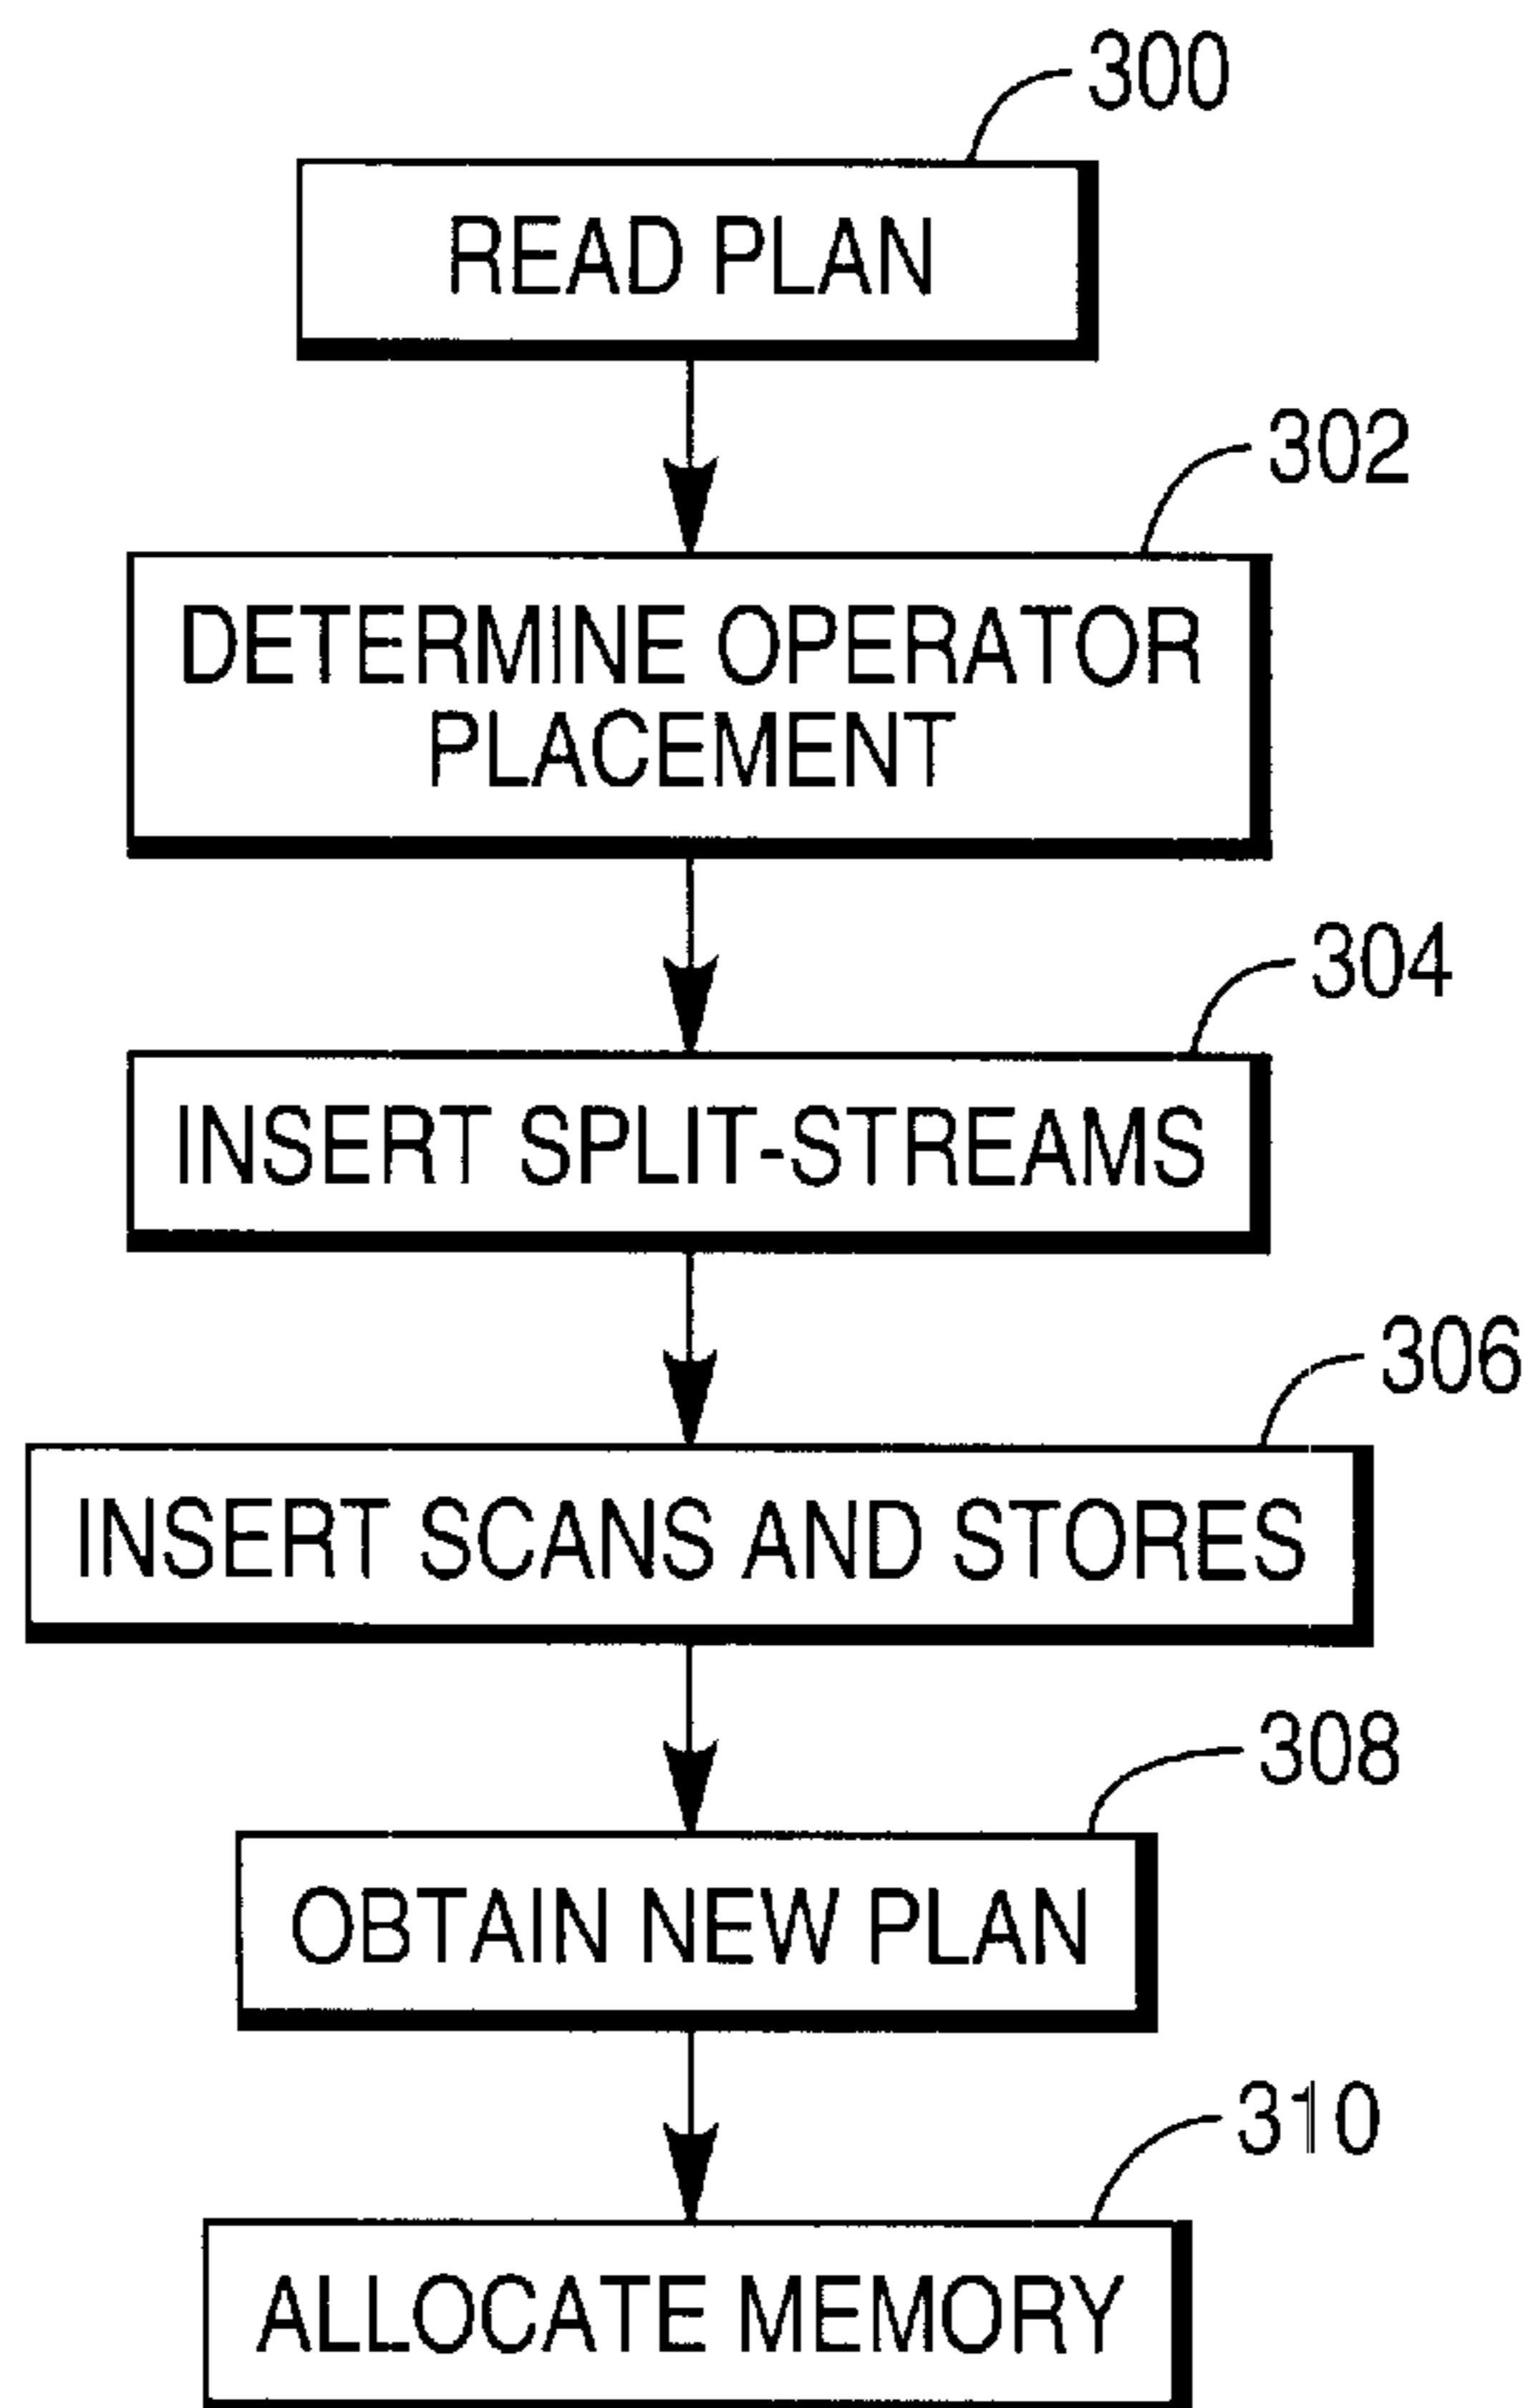 300
READ PLAN
302
DETERMINE OPERATOR
PLACEMENT
304
INSERT SPLIT-STREAMS
306
INSERT SCANS AND STORES
308
OBTAIN NEW PLAN
310
ALLOCATE MEMORY